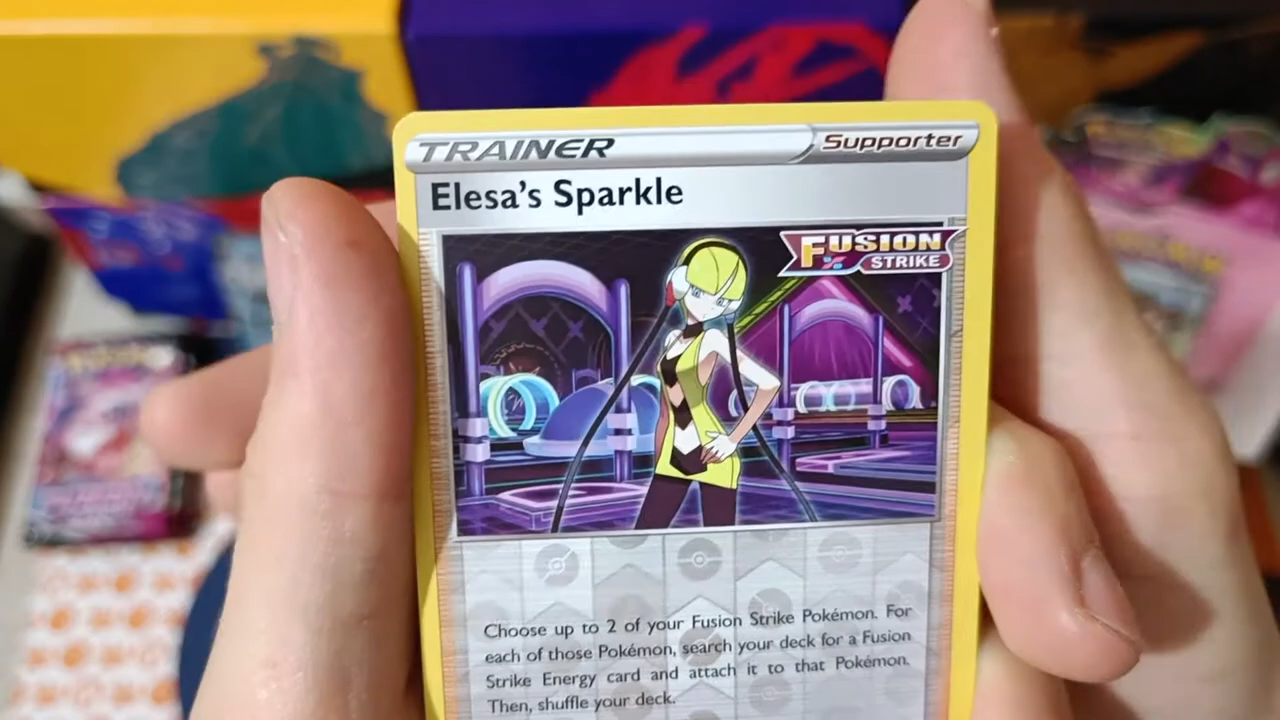 TRAINER
Supporter
Elesa's Sparkle
FUSION
STRIKE
Choose up to 2 of your Fusion Strike Pokémon. For
each of those Pokémon, search your deck for a Fusion
Strike Energy card and attach it to that Pokémon.
Then, shuffle your deck.